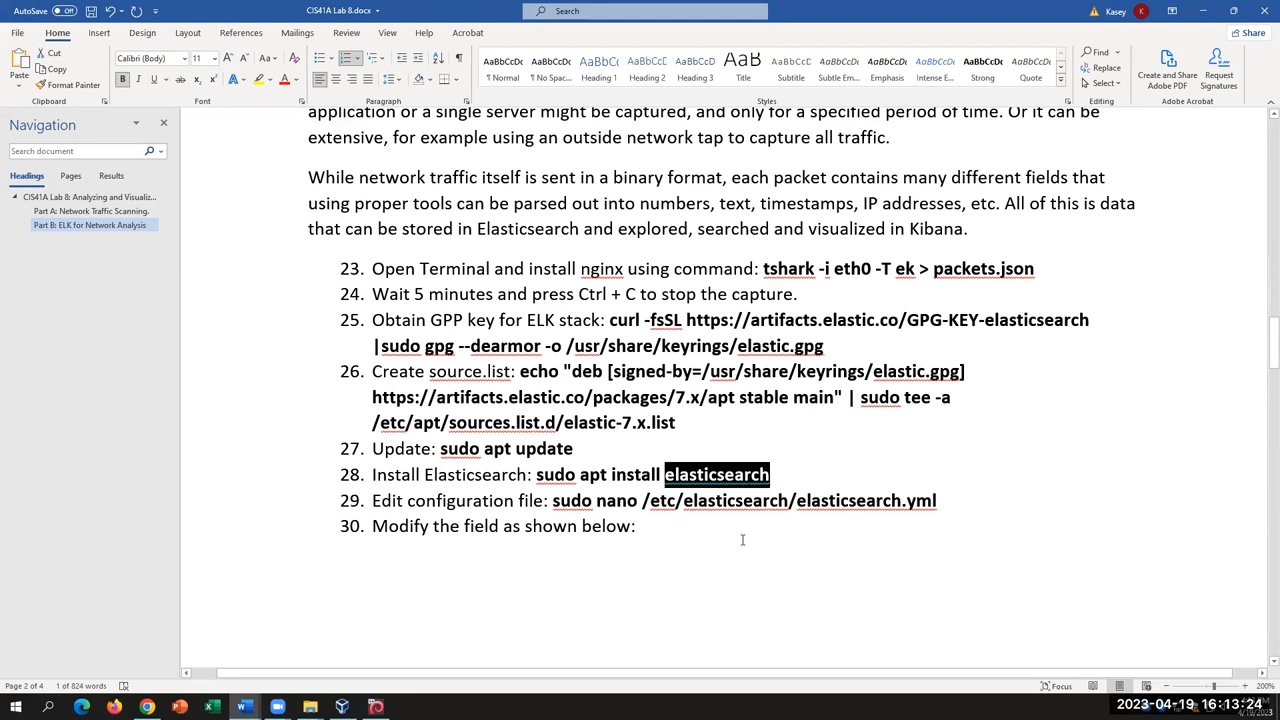 AutoSave Off CIS41A Lab 8.docx Search Kasey K
File Home Insert Design Layout References Mailings Review View Help Acrobat Share
Paste Cut Copy Format Painter
Calibri (Body) 11
AaBbCcDc AaBbCcDc AaBbCc AaBbCcC AaBbCcD AaB AaBbCcD AaBbCcDc AaBbCcDc AaBbCcDc AaBbCcDc AaBbCcDc
¶ Normal ¶ No Spac... Heading 1 Heading 2 Heading 3 Title Subtitle Subtle Em... Emphasis Intense E... Strong Quote
Find Replace Select
Create and Share Adobe PDF Request Signatures
Clipboard Font Paragraph Styles Editing Adobe Acrobat
Navigation
Search document
Headings Pages Results
CIS41A Lab 8: Analyzing and Visualiz...
Part A: Network Traffic Scanning.
Part B: ELK for Network Analysis
application or a single server might be captured, and only for a specified period of time. Or it can be
extensive, for example using an outside network tap to capture all traffic.
While network traffic itself is sent in a binary format, each packet contains many different fields that
using proper tools can be parsed out into numbers, text, timestamps, IP addresses, etc. All of this is data
that can be stored in Elasticsearch and explored, searched and visualized in Kibana.
23. Open Terminal and install nginx using command: tshark -i eth0 -T ek > packets.json
24. Wait 5 minutes and press Ctrl + C to stop the capture.
25. Obtain GPP key for ELK stack: curl -fsSL https://artifacts.elastic.co/GPG-KEY-elasticsearch
|sudo gpg --dearmor -o /usr/share/keyrings/elastic.gpg
26. Create source.list: echo "deb [signed-by=/usr/share/keyrings/elastic.gpg]
https://artifacts.elastic.co/packages/7.x/apt stable main" | sudo tee -a
/etc/apt/sources.list.d/elastic-7.x.list
27. Update: sudo apt update
28. Install Elasticsearch: sudo apt install elasticsearch
29. Edit configuration file: sudo nano /etc/elasticsearch/elasticsearch.yml
30. Modify the field as shown below:
Page 2 of 4 1 of 824 words Focus 200%
2023-04-19 16:13:24
4/19/2023